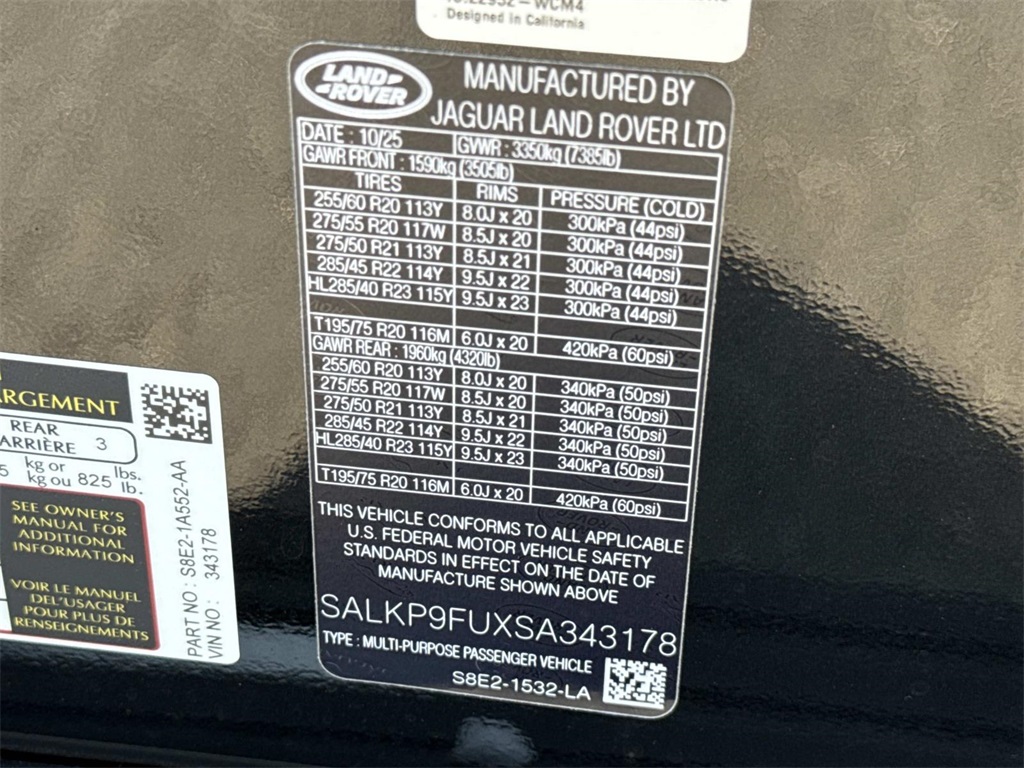 Designed in California
LAND ROVER
MANUFACTURED BY
JAGUAR LAND ROVER LTD
DATE : 10/25 GVWR : 3350kg (7385lb)
GAWR FRONT : 1590kg (3505lb)
TIRES RIMS PRESSURE (COLD)
255/60 R20 113Y 8.0J x 20 300kPa (44psi)
275/55 R20 117W 8.5J x 20 300kPa (44psi)
275/50 R21 113Y 8.5J x 21 300kPa (44psi)
285/45 R22 114Y 9.5J x 22 300kPa (44psi)
HL285/40 R23 115Y 9.5J x 23 300kPa (44psi)
T195/75 R20 116M 6.0J x 20 420kPa (60psi)
GAWR REAR : 1960kg (4320lb)
255/60 R20 113Y 8.0J x 20 340kPa (50psi)
275/55 R20 117W 8.5J x 20 340kPa (50psi)
275/50 R21 113Y 8.5J x 21 340kPa (50psi)
285/45 R22 114Y 9.5J x 22 340kPa (50psi)
HL285/40 R23 115Y 9.5J x 23 340kPa (50psi)
T195/75 R20 116M 6.0J x 20 420kPa (60psi)
THIS VEHICLE CONFORMS TO ALL APPLICABLE
U.S. FEDERAL MOTOR VEHICLE SAFETY
STANDARDS IN EFFECT ON THE DATE OF
MANUFACTURE SHOWN ABOVE
SALKP9FUXSA343178
TYPE : MULTI-PURPOSE PASSENGER VEHICLE
S8E2-1532-LA
RGEMENT
REAR
ARRIÈRE 3
5 kg or 825 lbs.
kg ou lb.
SEE OWNER'S
MANUAL FOR
ADDITIONAL
INFORMATION
VOIR LE MANUEL
DEL'USAGER
POUR PLUS DE
RENSEIGNEMENTS
PART NO : S8E2-1A552-AA
VIN NO : 343178